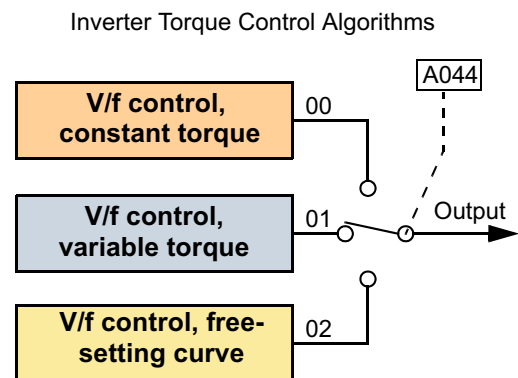 Inverter Torque Control Algorithms
A044
V/f control,
constant torque
00
V/f control,
variable torque
01
Output
V/f control, free-
setting curve
02